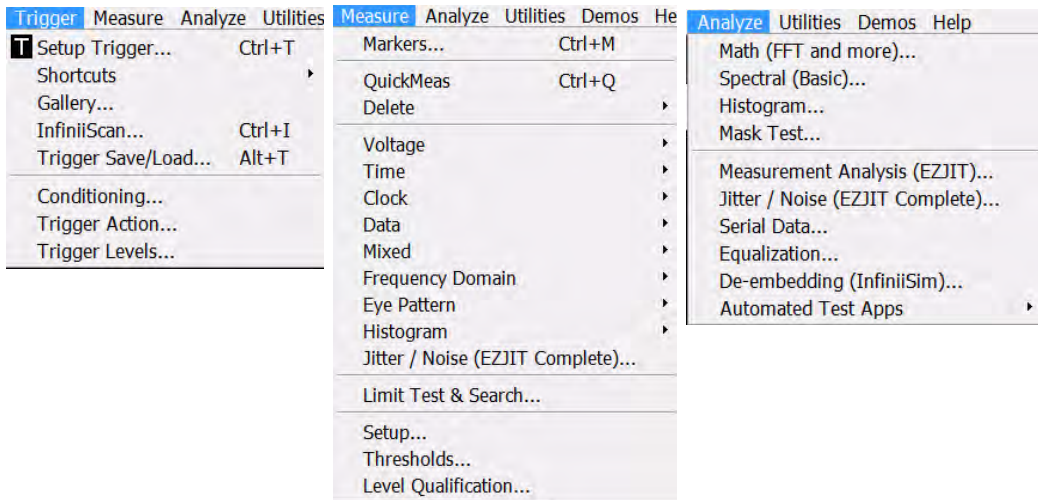 Trigger Measure Analyze Utilities
T Setup Trigger... Ctrl+T
Shortcuts
Gallery...
InfiniiScan... Ctrl+I
Trigger Save/Load... Alt+T
Conditioning...
Trigger Action...
Trigger Levels...
Measure Analyze Utilities Demos He
Markers... Ctrl+M
QuickMeas Ctrl+Q
Delete
Voltage
Time
Clock
Data
Mixed
Frequency Domain
Eye Pattern
Histogram
Jitter / Noise (EZJIT Complete)...
Limit Test & Search...
Setup...
Thresholds...
Level Qualification...
Analyze Utilities Demos Help
Math (FFT and more)...
Spectral (Basic)...
Histogram...
Mask Test...
Measurement Analysis (EZJIT)...
Jitter / Noise (EZJIT Complete)...
Serial Data...
Equalization...
De-embedding (InfiniiSim)...
Automated Test Apps